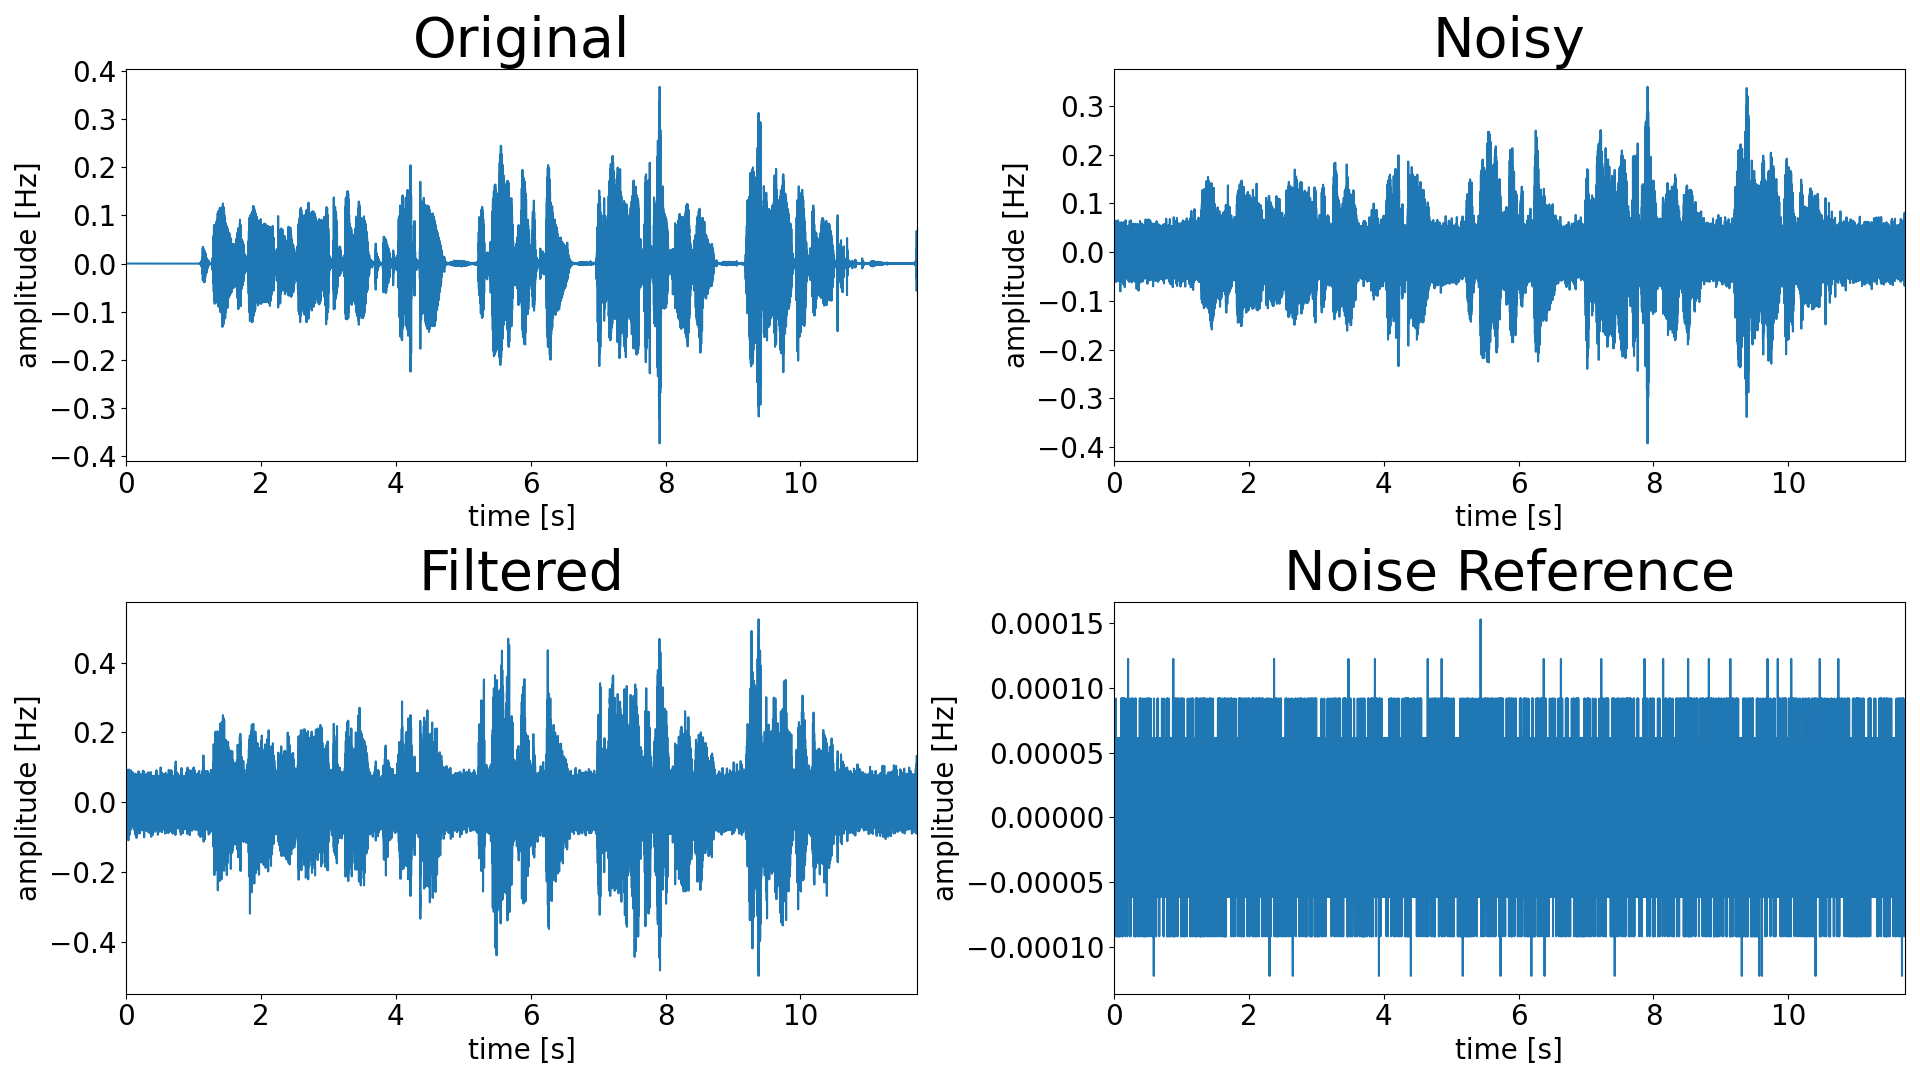 Original
Noisy
0.4
0.3
0.2
0.1
0.0
−0.1
−0.2
−0.3
−0.4
amplitude [Hz]
0 2 4 6 8 10
time [s]
0.3
0.2
0.1
0.0
−0.1
−0.2
−0.3
−0.4
amplitude [Hz]
0 2 4 6 8 10
time [s]
Filtered
Noise Reference
0.4
0.2
0.0
−0.2
−0.4
amplitude [Hz]
0 2 4 6 8 10
time [s]
0.00015
0.00010
0.00005
0.00000
−0.00005
−0.00010
amplitude [Hz]
0 2 4 6 8 10
time [s]